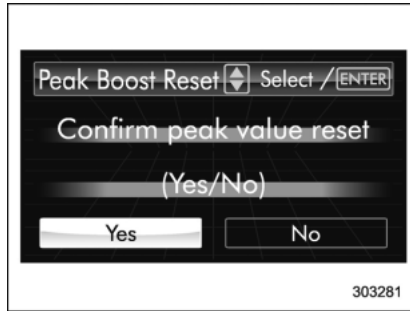 Peak Boost Reset Select / ENTER
Confirm peak value reset
(Yes/No)
Yes No
303281